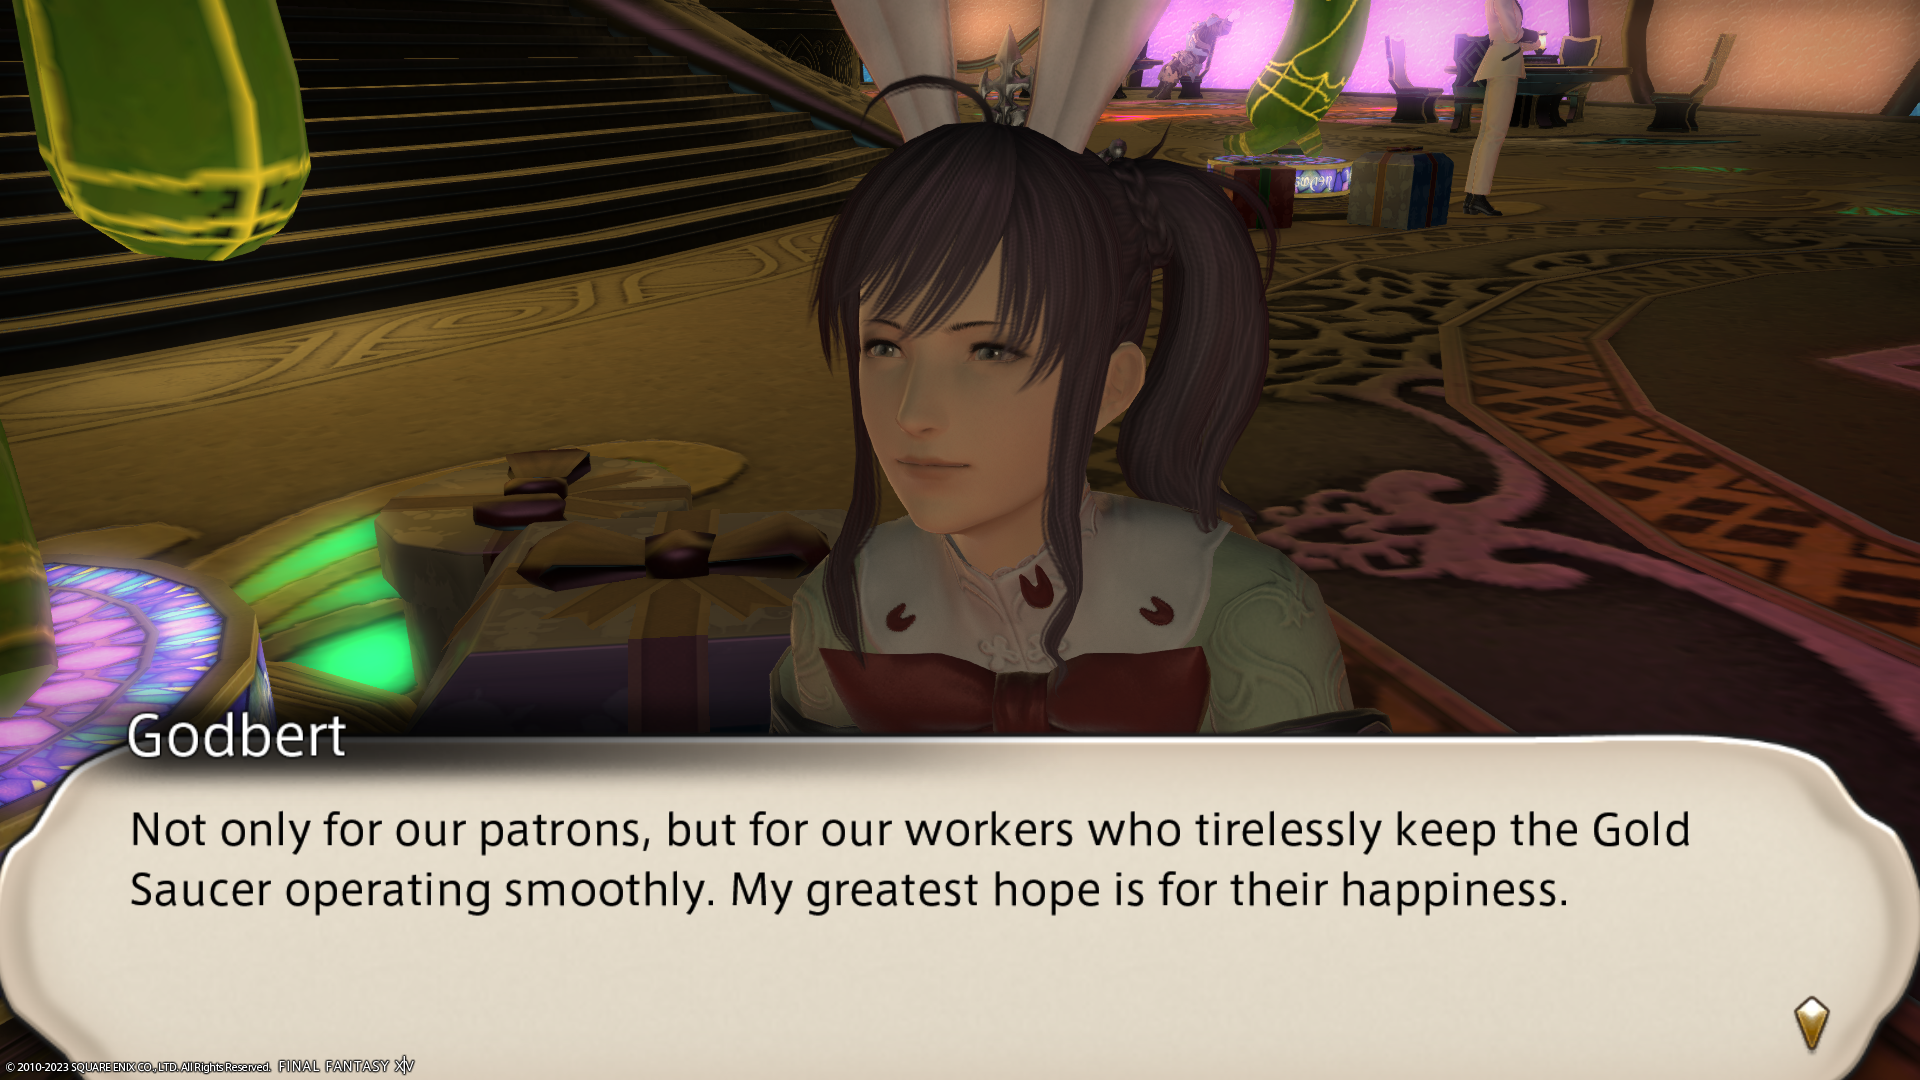 Godbert
Not only for our patrons, but for our workers who tirelessly keep the Gold
Saucer operating smoothly. My greatest hope is for their happiness.
© 2010-2023 SQUARE ENIX CO., LTD. All Rights Reserved. FINAL FANTASY XIV